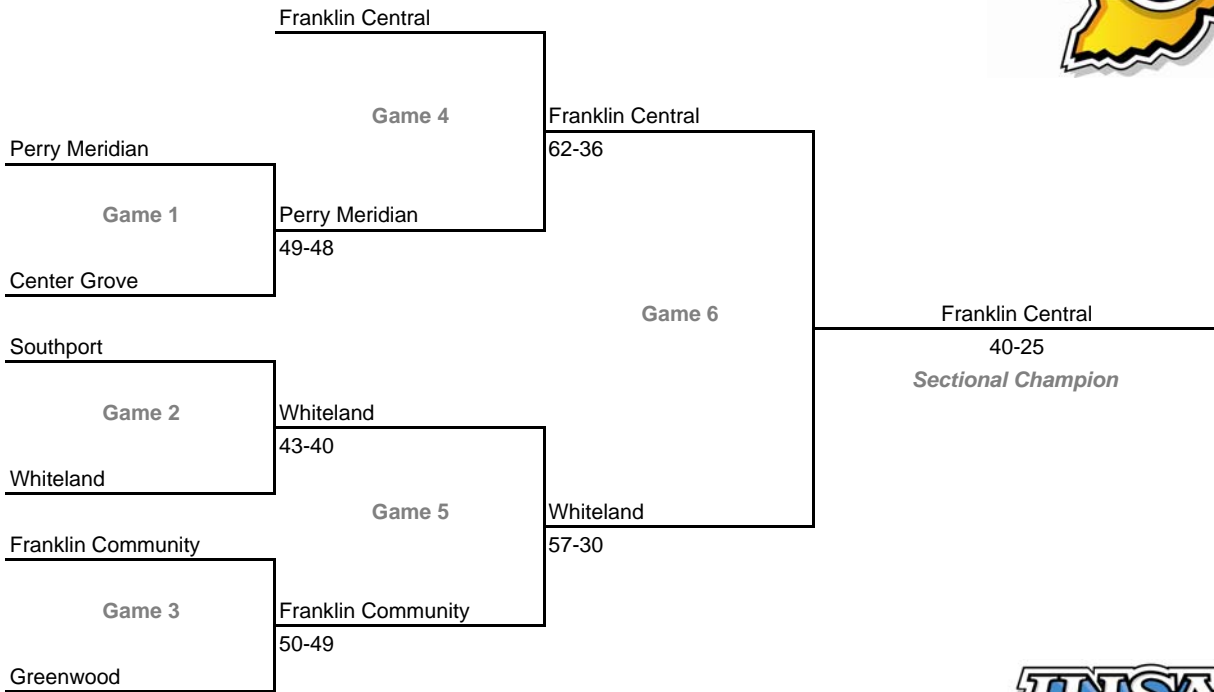 Franklin Central
Game 4
Franklin Central
Perry Meridian
62-36
Game 1
Perry Meridian
49-48
Center Grove
Game 6
Franklin Central
Southport
40-25
Sectional Champion
Game 2
Whiteland
43-40
Whiteland
Game 5
Whiteland
Franklin Community
57-30
Game 3
Franklin Community
50-49
Greenwood